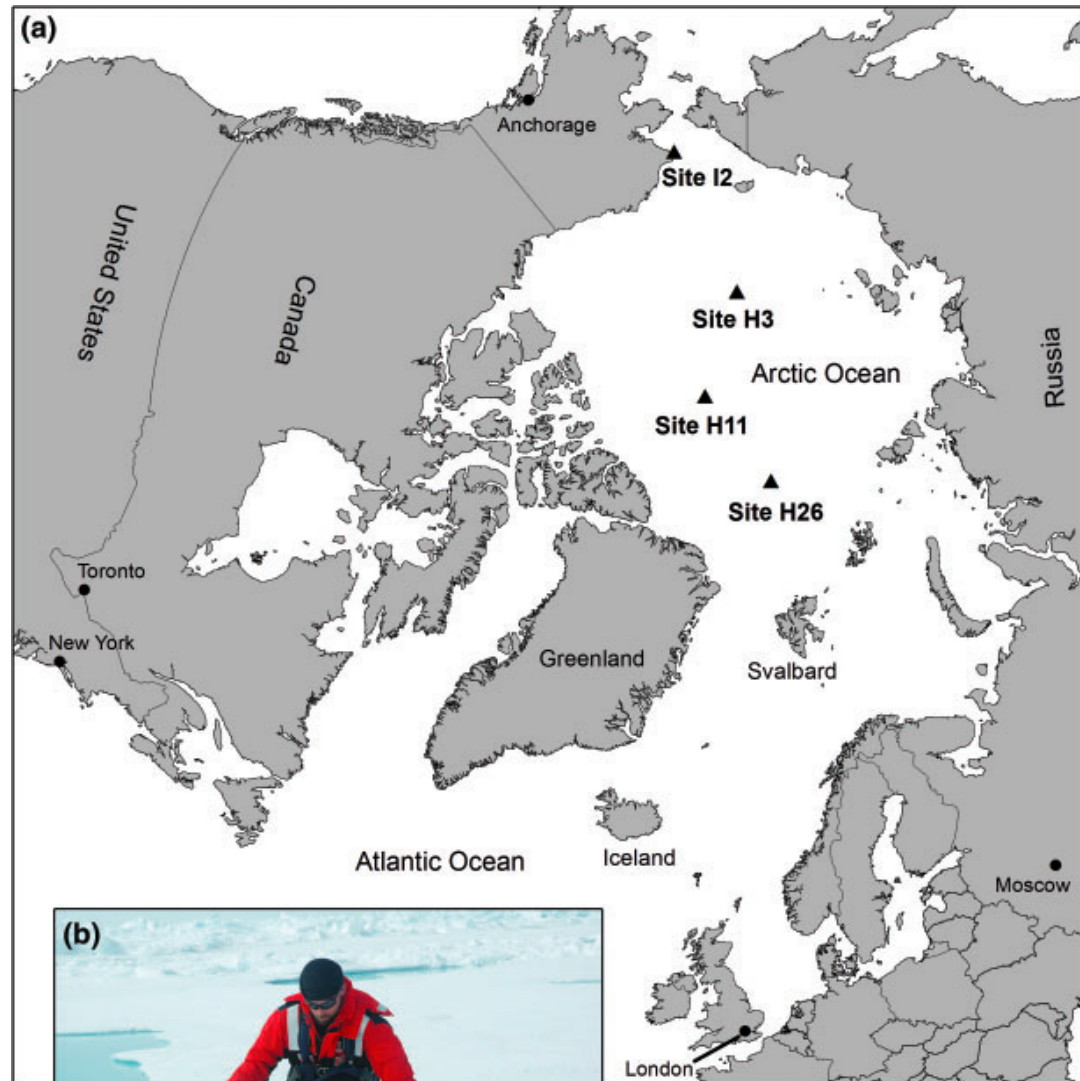 (a)
Anchorage
Site I2
United States
Canada
Site H3
Arctic Ocean
Russia
Site H11
Site H26
Toronto
New York
Greenland
Svalbard
Iceland
Atlantic Ocean
Moscow
(b)
London